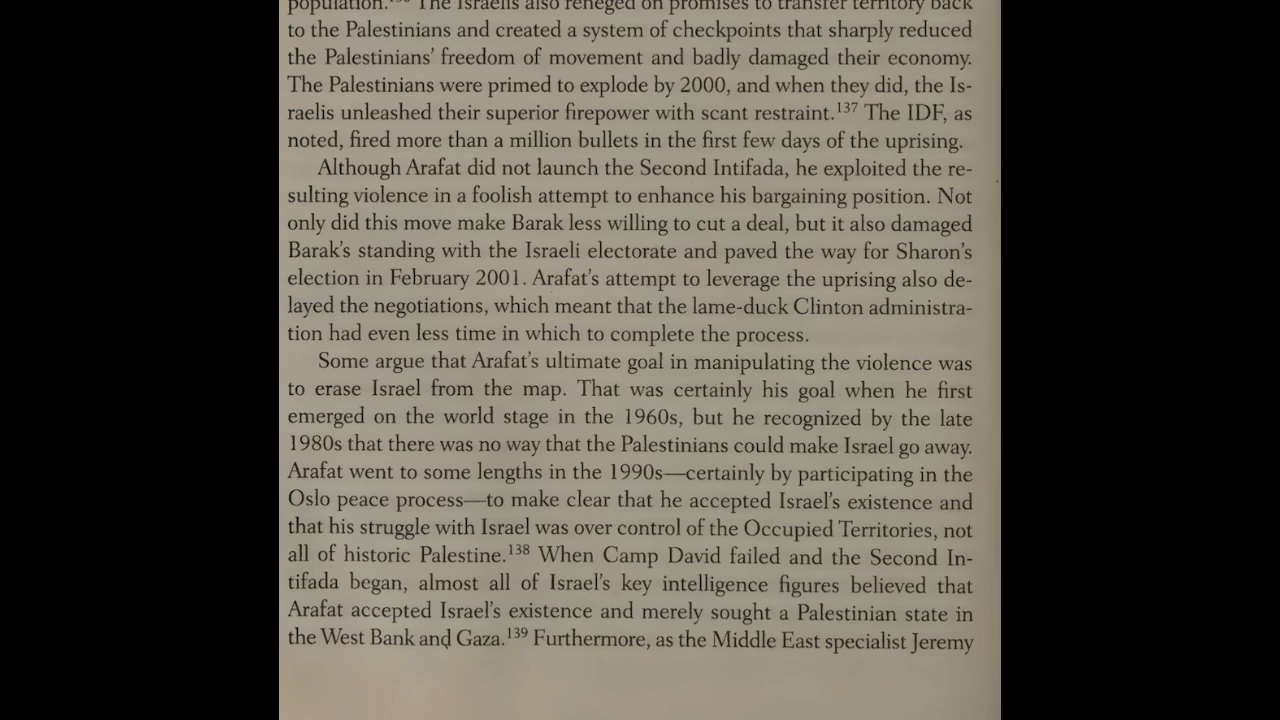 population.¹³⁶ The Israelis also reneged on promises to transfer territory back
to the Palestinians and created a system of checkpoints that sharply reduced
the Palestinians’ freedom of movement and badly damaged their economy.
The Palestinians were primed to explode by 2000, and when they did, the Is-
raelis unleashed their superior firepower with scant restraint.¹³⁷ The IDF, as
noted, fired more than a million bullets in the first few days of the uprising.
Although Arafat did not launch the Second Intifada, he exploited the re-
sulting violence in a foolish attempt to enhance his bargaining position. Not
only did this move make Barak less willing to cut a deal, but it also damaged
Barak’s standing with the Israeli electorate and paved the way for Sharon’s
election in February 2001. Arafat’s attempt to leverage the uprising also de-
layed the negotiations, which meant that the lame-duck Clinton administra-
tion had even less time in which to complete the process.
Some argue that Arafat’s ultimate goal in manipulating the violence was
to erase Israel from the map. That was certainly his goal when he first
emerged on the world stage in the 1960s, but he recognized by the late
1980s that there was no way that the Palestinians could make Israel go away.
Arafat went to some lengths in the 1990s—certainly by participating in the
Oslo peace process—to make clear that he accepted Israel’s existence and
that his struggle with Israel was over control of the Occupied Territories, not
all of historic Palestine.¹³⁸ When Camp David failed and the Second In-
tifada began, almost all of Israel’s key intelligence figures believed that
Arafat accepted Israel’s existence and merely sought a Palestinian state in
the West Bank and Gaza.¹³⁹ Furthermore, as the Middle East specialist Jeremy